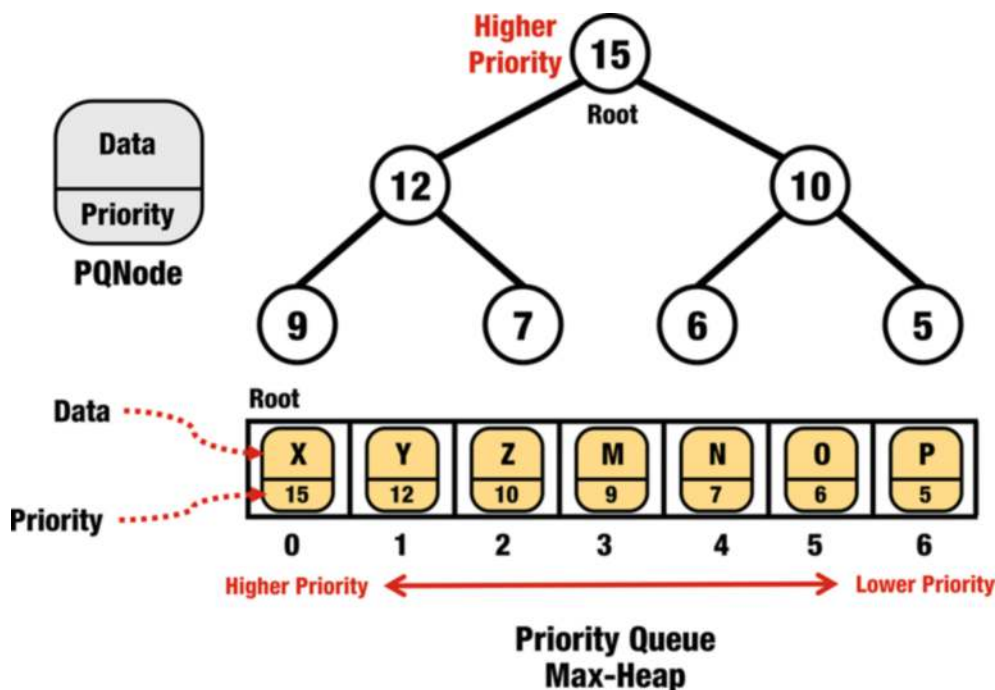 Higher
Priority
15
Root
Data
Priority
PQNode
12
10
9
7
6
5
Data
Priority
Root
X Y Z M N O P
15 12 10 9 7 6 5
0 1 2 3 4 5 6
Higher Priority
Lower Priority
Priority Queue
Max-Heap